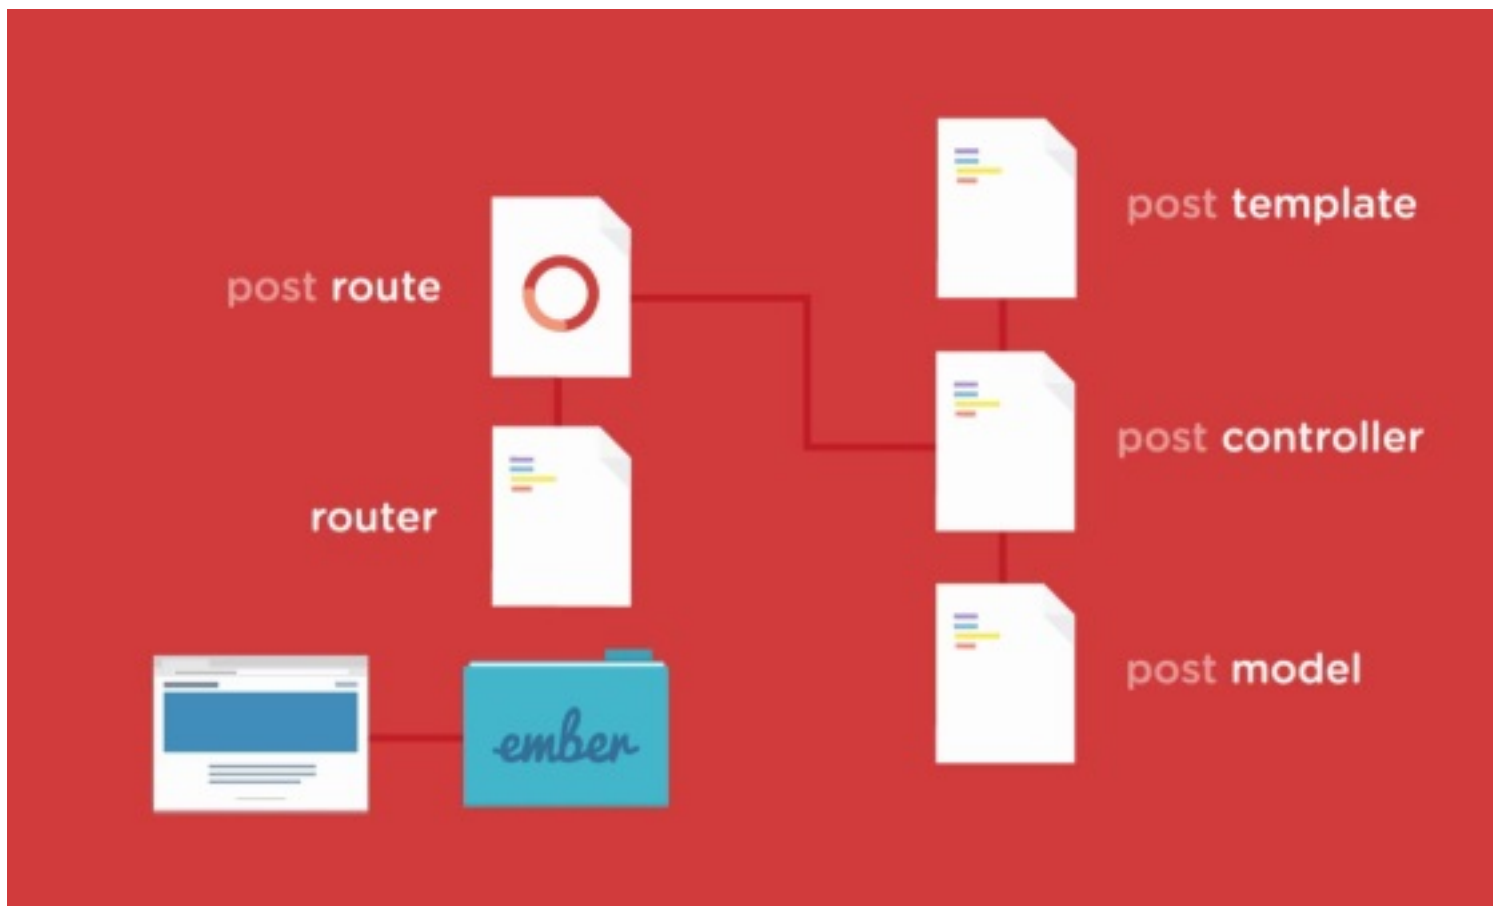 post template
post route
post controller
router
post model
ember